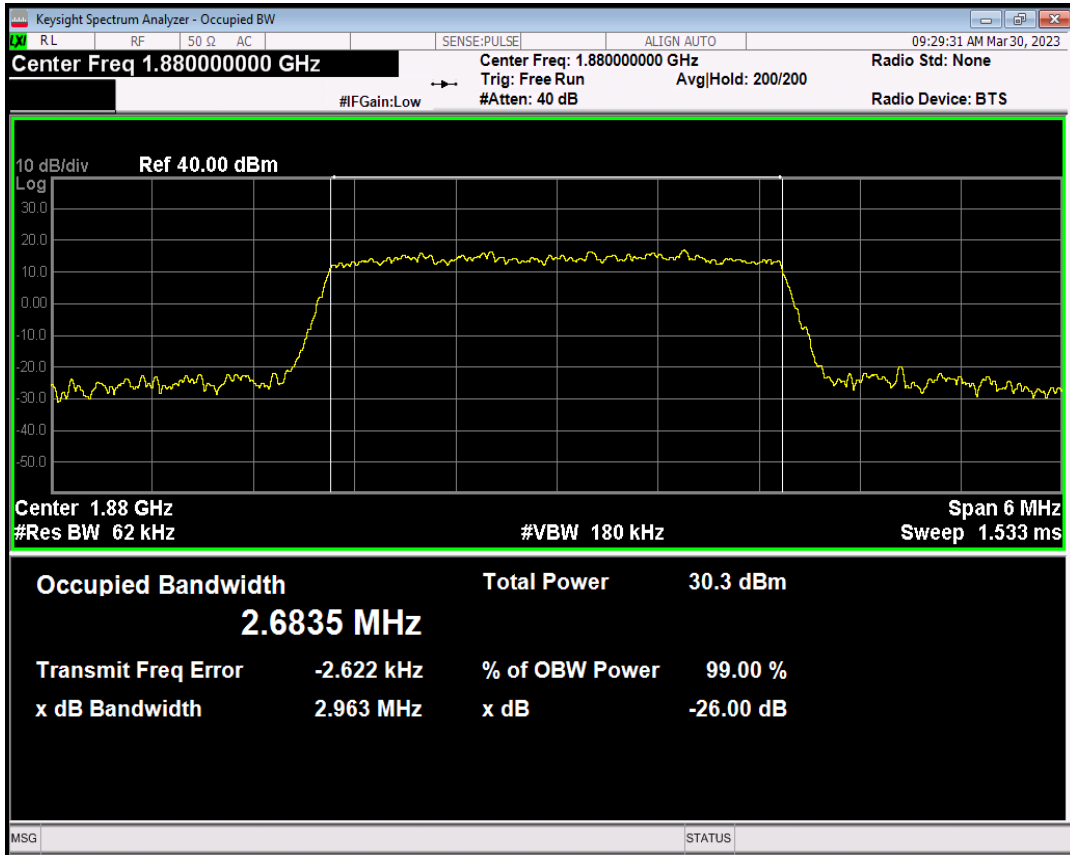 Keysight Spectrum Analyzer - Occupied BW
LXI RL RF 50 Ω AC SENSE:PULSE ALIGN AUTO 09:29:31 AM Mar 30, 2023
Center Freq 1.880000000 GHz Center Freq: 1.880000000 GHz Radio Std: None
Trig: Free Run Avg|Hold: 200/200
#IFGain:Low #Atten: 40 dB Radio Device: BTS
10 dB/div Ref 40.00 dBm
Log
30.0
20.0
10.0
0.00
-10.0
-20.0
-30.0
-40.0
-50.0
Center 1.88 GHz Span 6 MHz
#Res BW 62 kHz #VBW 180 kHz Sweep 1.533 ms
Occupied Bandwidth Total Power 30.3 dBm
2.6835 MHz
Transmit Freq Error -2.622 kHz % of OBW Power 99.00 %
x dB Bandwidth 2.963 MHz x dB -26.00 dB
MSG STATUS